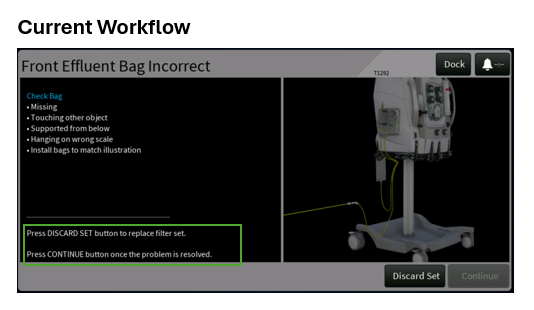 Current Workflow
Front Effluent Bag Incorrect
Dock
--:--
T1292
Check Bag
• Missing
• Touching other object
• Supported from below
• Hanging on wrong scale
• Install bags to match illustration
Press DISCARD SET button to replace filter set.
Press CONTINUE button once the problem is resolved.
Discard Set
Continue